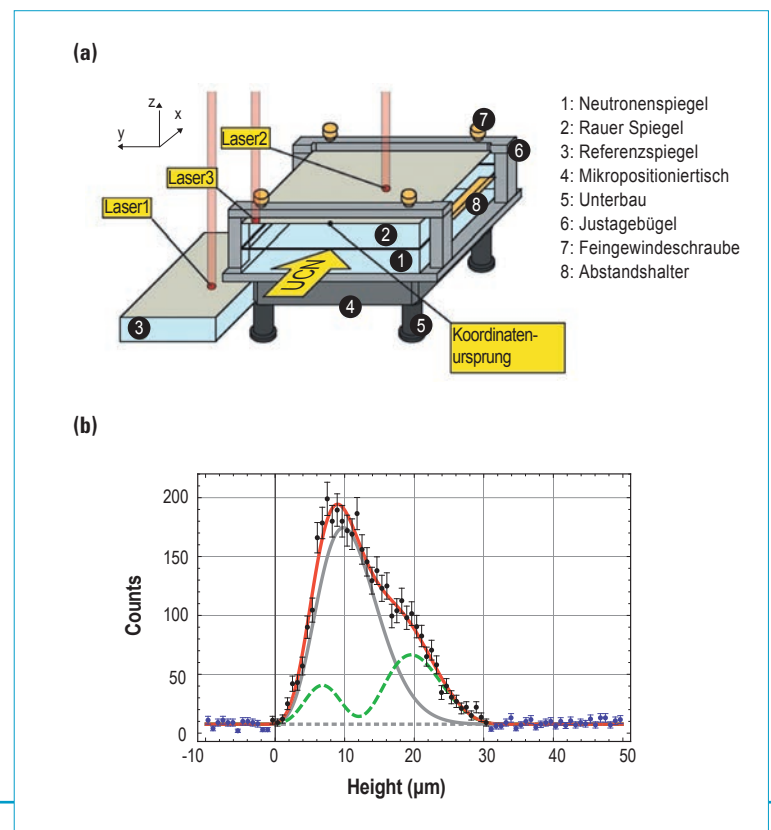 (a)
z
x
y
Laser2
Laser3
Laser1
7
6
8
2
1
UCN
4
3
5
Koordinaten-
ursprung
1: Neutronenspiegel
2: Rauer Spiegel
3: Referenzspiegel
4: Mikropositioniertisch
5: Unterbau
6: Justagebügel
7: Feingewindeschraube
8: Abstandshalter
(b)
200
150
100
50
0
Counts
-10 0 10 20 30 40 50
Height (µm)